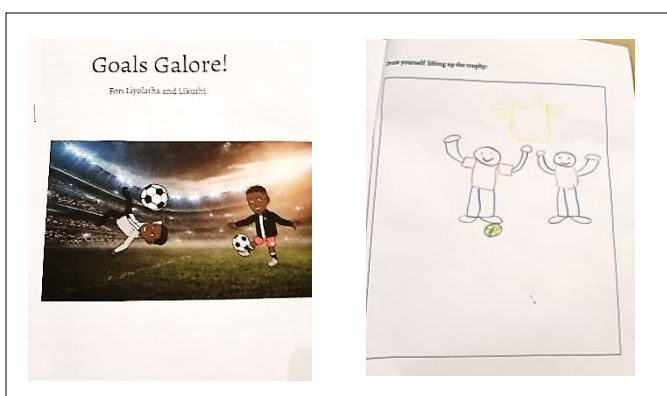 Goals Galore!
For: Liyolatha and Likuthi
Draw yourself lifting up the trophy: